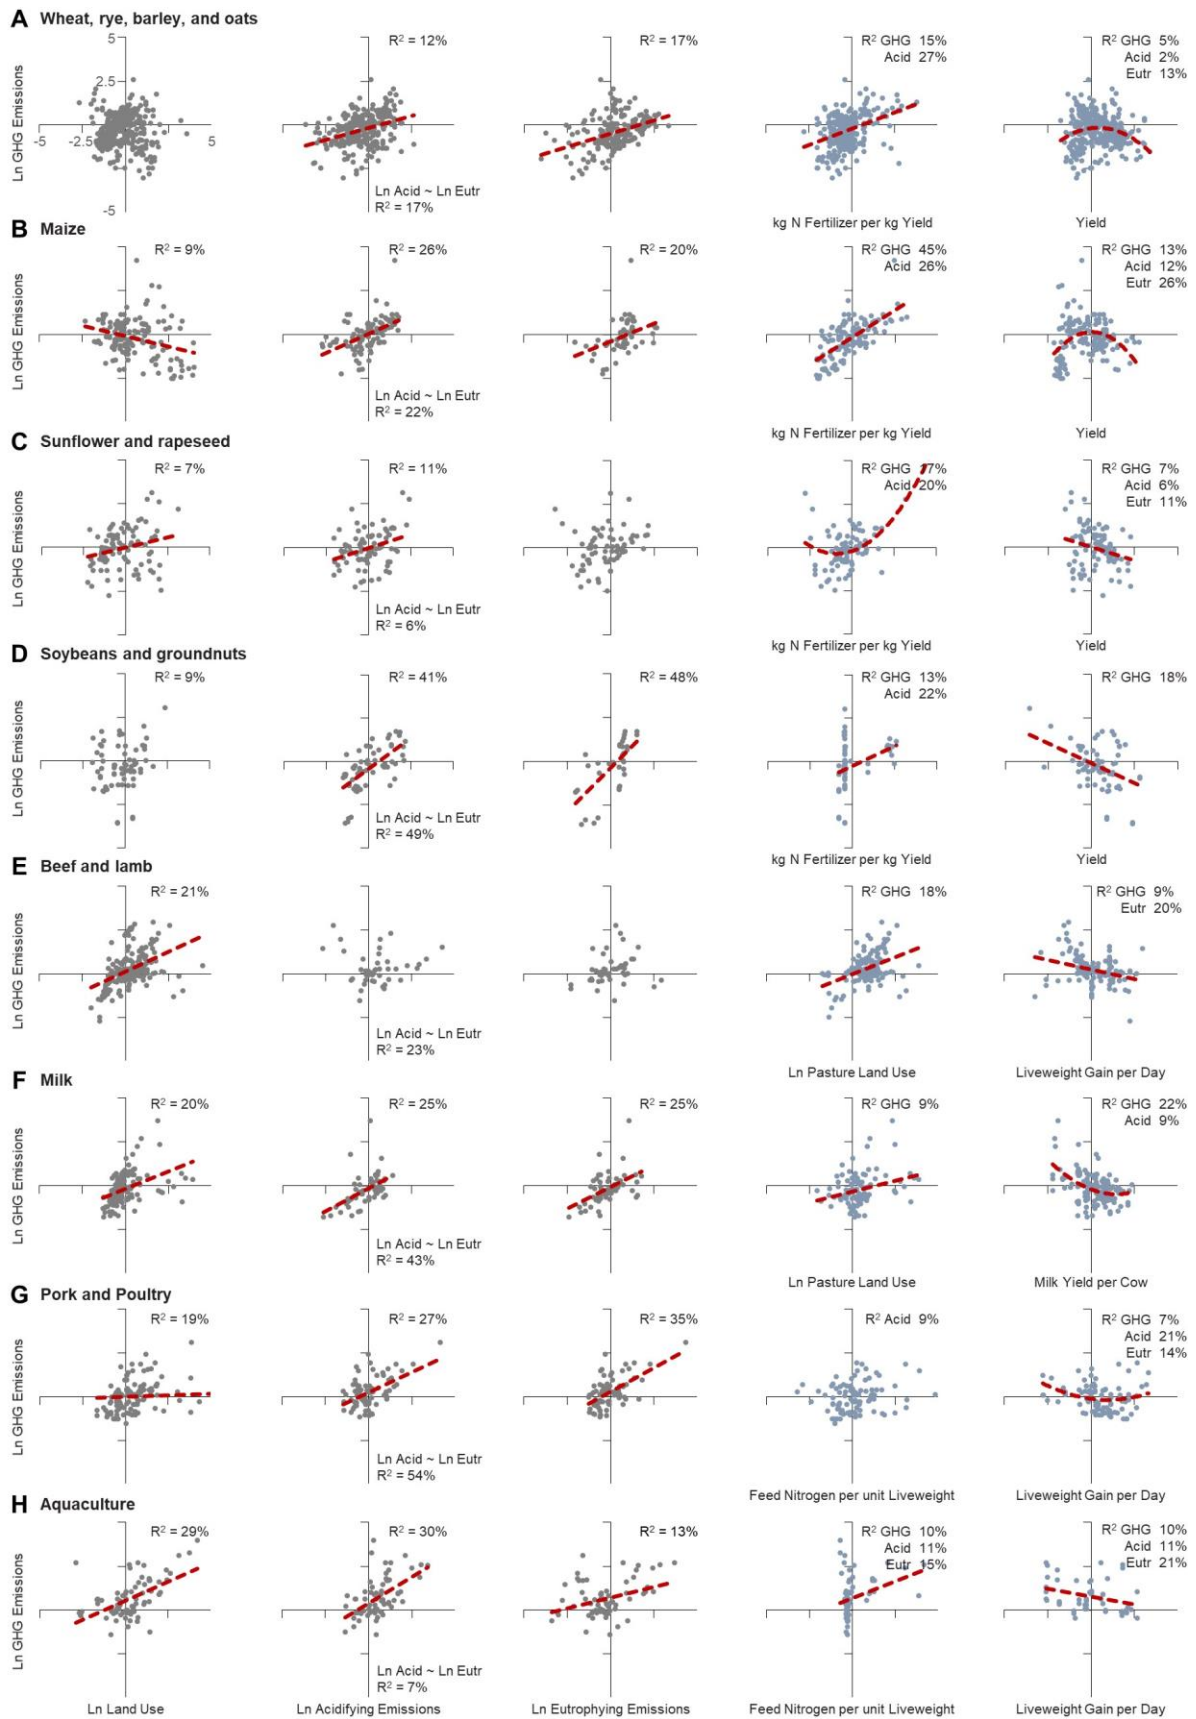 A Wheat, rye, barley, and oats
Ln GHG Emissions
5
2.5
-5
-2.5
5
-5
R² = 12%
Ln Acid ~ Ln Eutr
R² = 17%
R² = 17%
R² GHG 15%
Acid 27%
kg N Fertilizer per kg Yield
R² GHG 5%
Acid 2%
Eutr 13%
Yield
B Maize
Ln GHG Emissions
R² = 9%
R² = 26%
Ln Acid ~ Ln Eutr
R² = 22%
R² = 20%
R² GHG 45%
Acid 26%
kg N Fertilizer per kg Yield
R² GHG 13%
Acid 12%
Eutr 26%
Yield
C Sunflower and rapeseed
Ln GHG Emissions
R² = 7%
R² = 11%
Ln Acid ~ Ln Eutr
R² = 6%
R² GHG 17%
Acid 20%
kg N Fertilizer per kg Yield
R² GHG 7%
Acid 6%
Eutr 11%
Yield
D Soybeans and groundnuts
Ln GHG Emissions
R² = 9%
R² = 41%
Ln Acid ~ Ln Eutr
R² = 49%
R² = 48%
R² GHG 13%
Acid 22%
kg N Fertilizer per kg Yield
R² GHG 18%
Yield
E Beef and lamb
Ln GHG Emissions
R² = 21%
Ln Acid ~ Ln Eutr
R² = 23%
R² GHG 18%
Ln Pasture Land Use
R² GHG 9%
Eutr 20%
Liveweight Gain per Day
F Milk
Ln GHG Emissions
R² = 20%
R² = 25%
Ln Acid ~ Ln Eutr
R² = 43%
R² = 25%
R² GHG 9%
Ln Pasture Land Use
R² GHG 22%
Acid 9%
Milk Yield per Cow
G Pork and Poultry
Ln GHG Emissions
R² = 19%
R² = 27%
Ln Acid ~ Ln Eutr
R² = 54%
R² = 35%
R² Acid 9%
Feed Nitrogen per unit Liveweight
R² GHG 7%
Acid 21%
Eutr 14%
Liveweight Gain per Day
H Aquaculture
Ln GHG Emissions
R² = 29%
Ln Land Use
R² = 30%
Ln Acid ~ Ln Eutr
R² = 7%
Ln Acidifying Emissions
R² = 13%
Ln Eutrophying Emissions
R² GHG 10%
Acid 11%
Eutr 15%
Feed Nitrogen per unit Liveweight
R² GHG 10%
Acid 11%
Eutr 21%
Liveweight Gain per Day